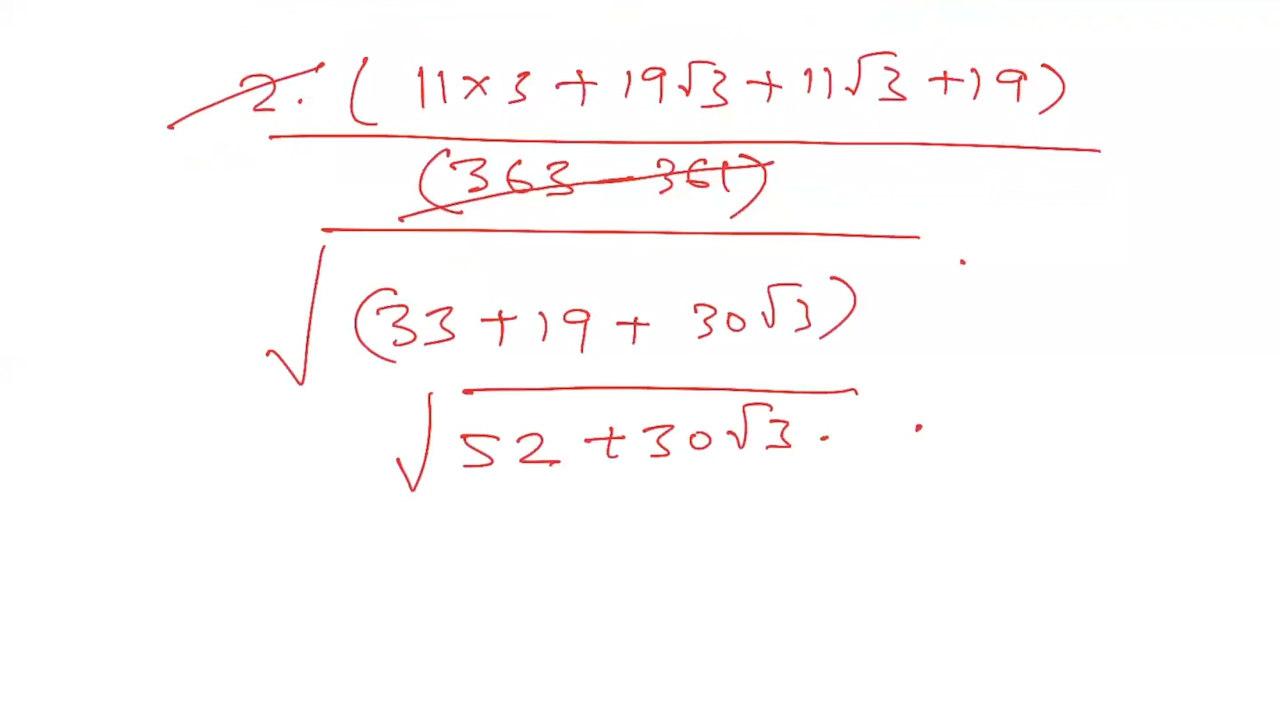 2. ( 11 × 3 + 19√3 + 11√3 + 19 )
(363 - 361)
√(33 + 19 + 30√3)
√52 + 30√3 .